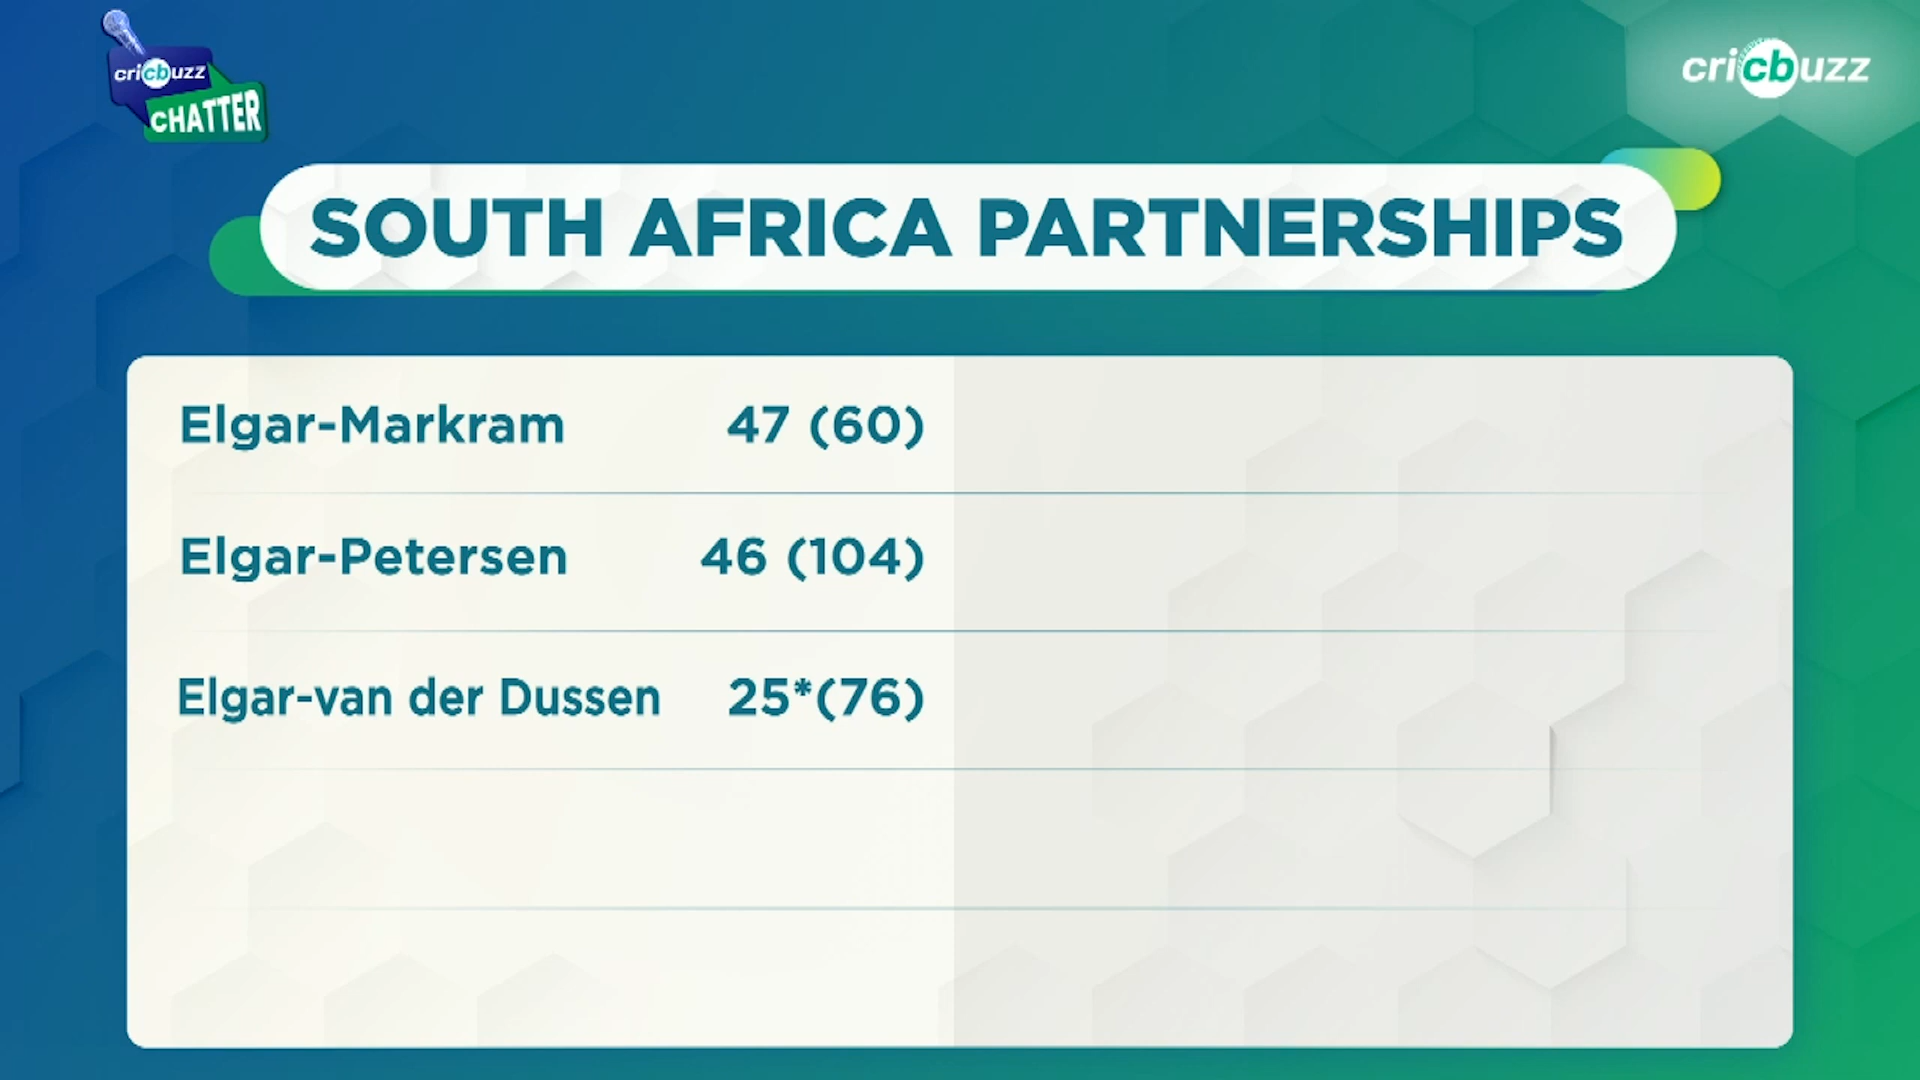 cricbuzz
CHATTER
cricbuzz
SOUTH AFRICA PARTNERSHIPS
Elgar-Markram 47 (60)
Elgar-Petersen 46 (104)
Elgar-van der Dussen 25*(76)